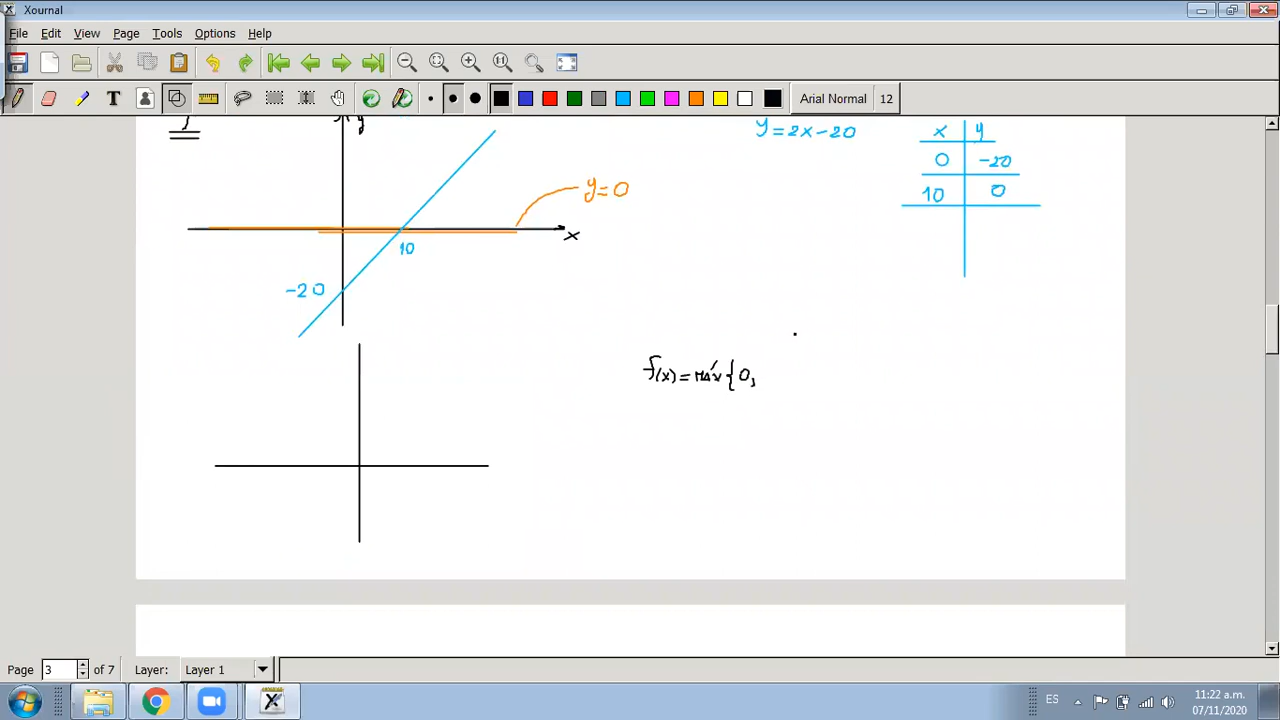 Xournal
File Edit View Page Tools Options Help
Arial Normal 12
y
y=2x-20
x y
0 -20
10 0
y=0
x
10
-20
f(x)=máx{0,
Page 3 of 7 Layer: Layer 1
ES 11:22 a.m.
07/11/2020